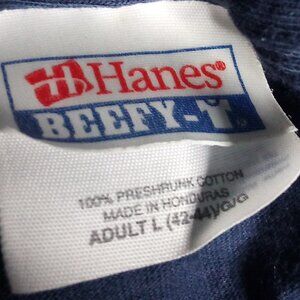 Hanes®
BEEFY-T®
100% PRESHRUNK COTTON
MADE IN HONDURAS
ADULT L (42-44)G/G